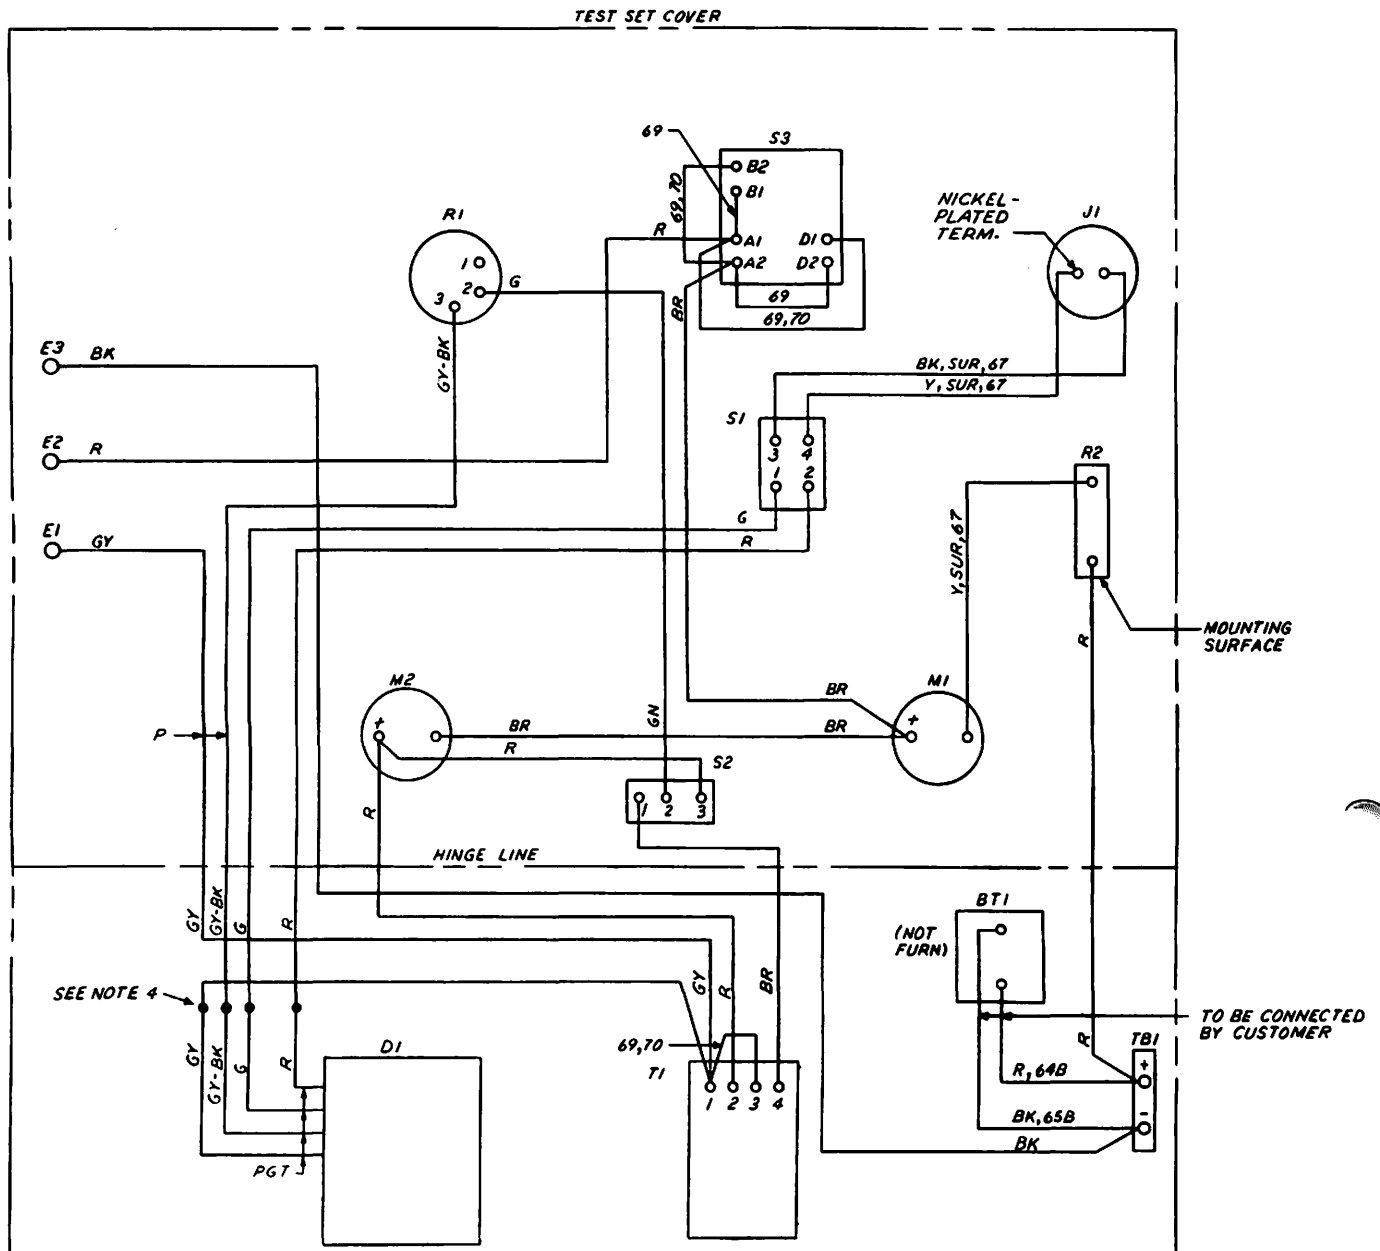 TEST SET COVER
69
S3
B2
B1
69,70
R
A1
A2
D1
D2
69
69,70
BR
NICKEL-
PLATED
TERM.
J1
R1
1
2
3
G
GY-BK
E3
BK
E2
R
E1
GY
BK, SUR, 67
Y, SUR, 67
S1
3
4
1
2
G
R
R2
Y, SUR, 67
R
MOUNTING
SURFACE
M2
+
BR
R
BR
BR
M1
+
GN
P
R
S2
1
2
3
HINGE LINE
GY
GY-BK
G
R
SEE NOTE 4
GY
GY-BK
G
R
D1
PGT
GY
R
BR
69,70
T1
1
2
3
4
BT1
(NOT
FURN)
TO BE CONNECTED
BY CUSTOMER
R
TB1
+
-
R, 64B
BK, 65B
BK